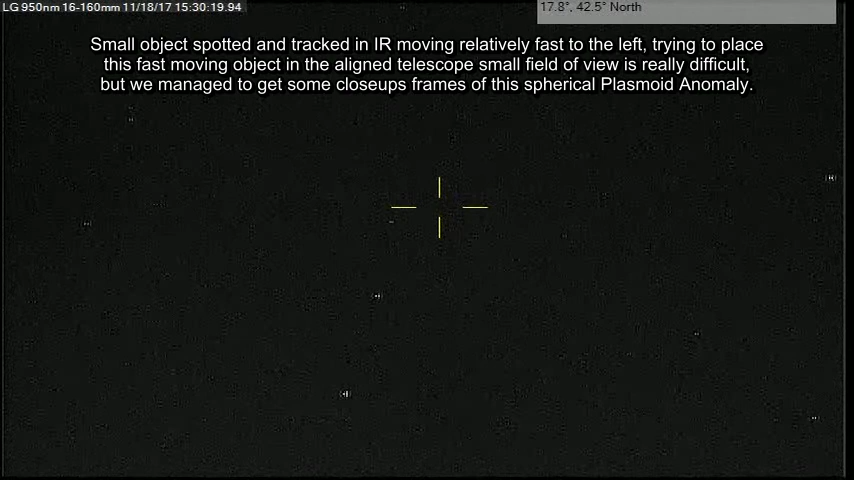 LG 950nm 16-160mm 11/18/17 15:30:19.94
17.8°, 42.5° North
Small object spotted and tracked in IR moving relatively fast to the left, trying to place
this fast moving object in the aligned telescope small field of view is really difficult,
but we managed to get some closeups frames of this spherical Plasmoid Anomaly.